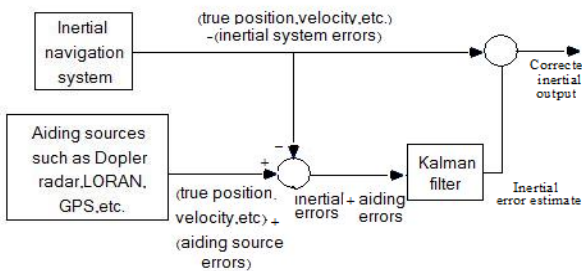 Inertial
navigation
system
(true position,velocity,etc.)
-(inertial system errors)
Correcte
inertial
output
Aiding sources
such as Dopler
radar,LORAN,
GPS,etc.
-
+
(true position.
velocity,etc) +
(aiding source
errors)
inertial + aiding
errors errors
Kalman
filter
Inertial
error estimate